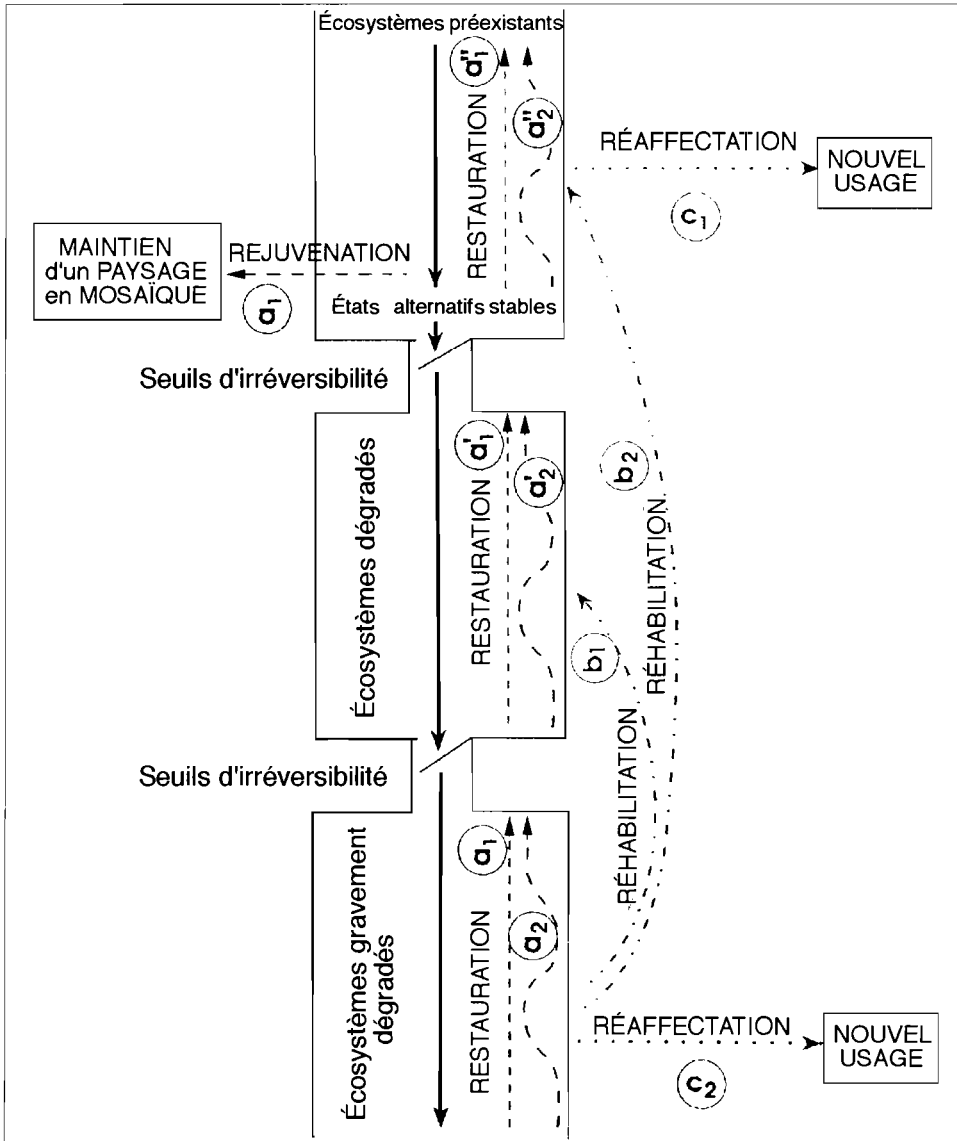 Écosystèmes préexistants
a"1
RESTAURATION
a"2
RÉAFFECTATION
NOUVEL
USAGE
c1
MAINTIEN
d'un PAYSAGE
en MOSAÏQUE
REJUVENATION
a1
États alternatifs stables
Seuils d'irréversibilité
Écosystèmes dégradés
RESTAURATION
a'1
a'2
b2
RÉHABILITATION
b1
RÉHABILITATION
Seuils d'irréversibilité
Écosystèmes gravement
dégradés
RESTAURATION
a1
a2
RÉAFFECTATION
NOUVEL
USAGE
c2